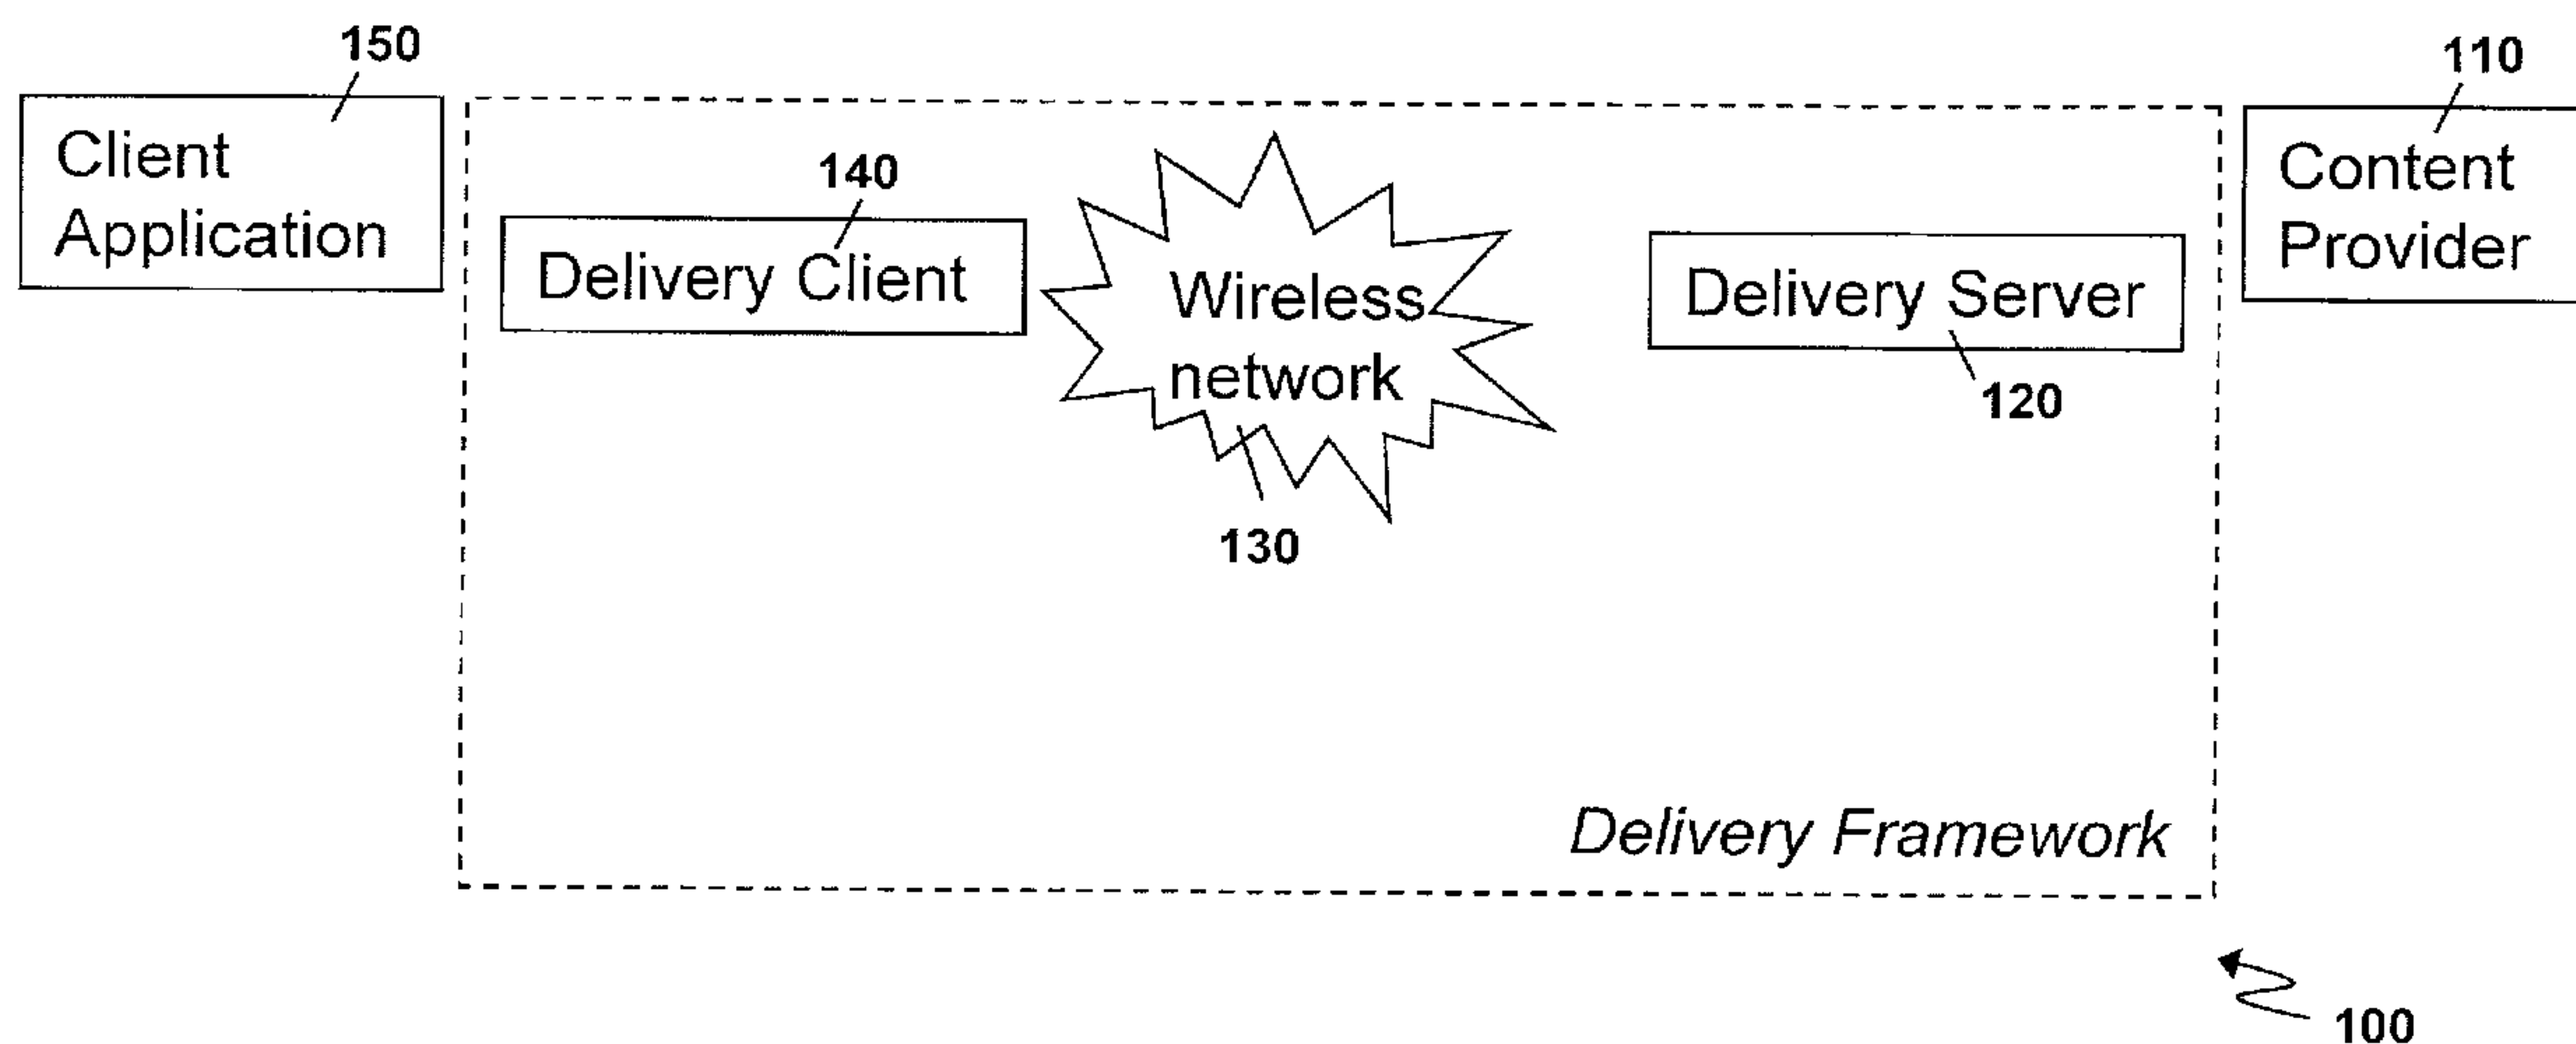 150
Client
Application
140
Delivery Client
Wireless
network
130
Delivery Server
120
110
Content
Provider
Delivery Framework
100